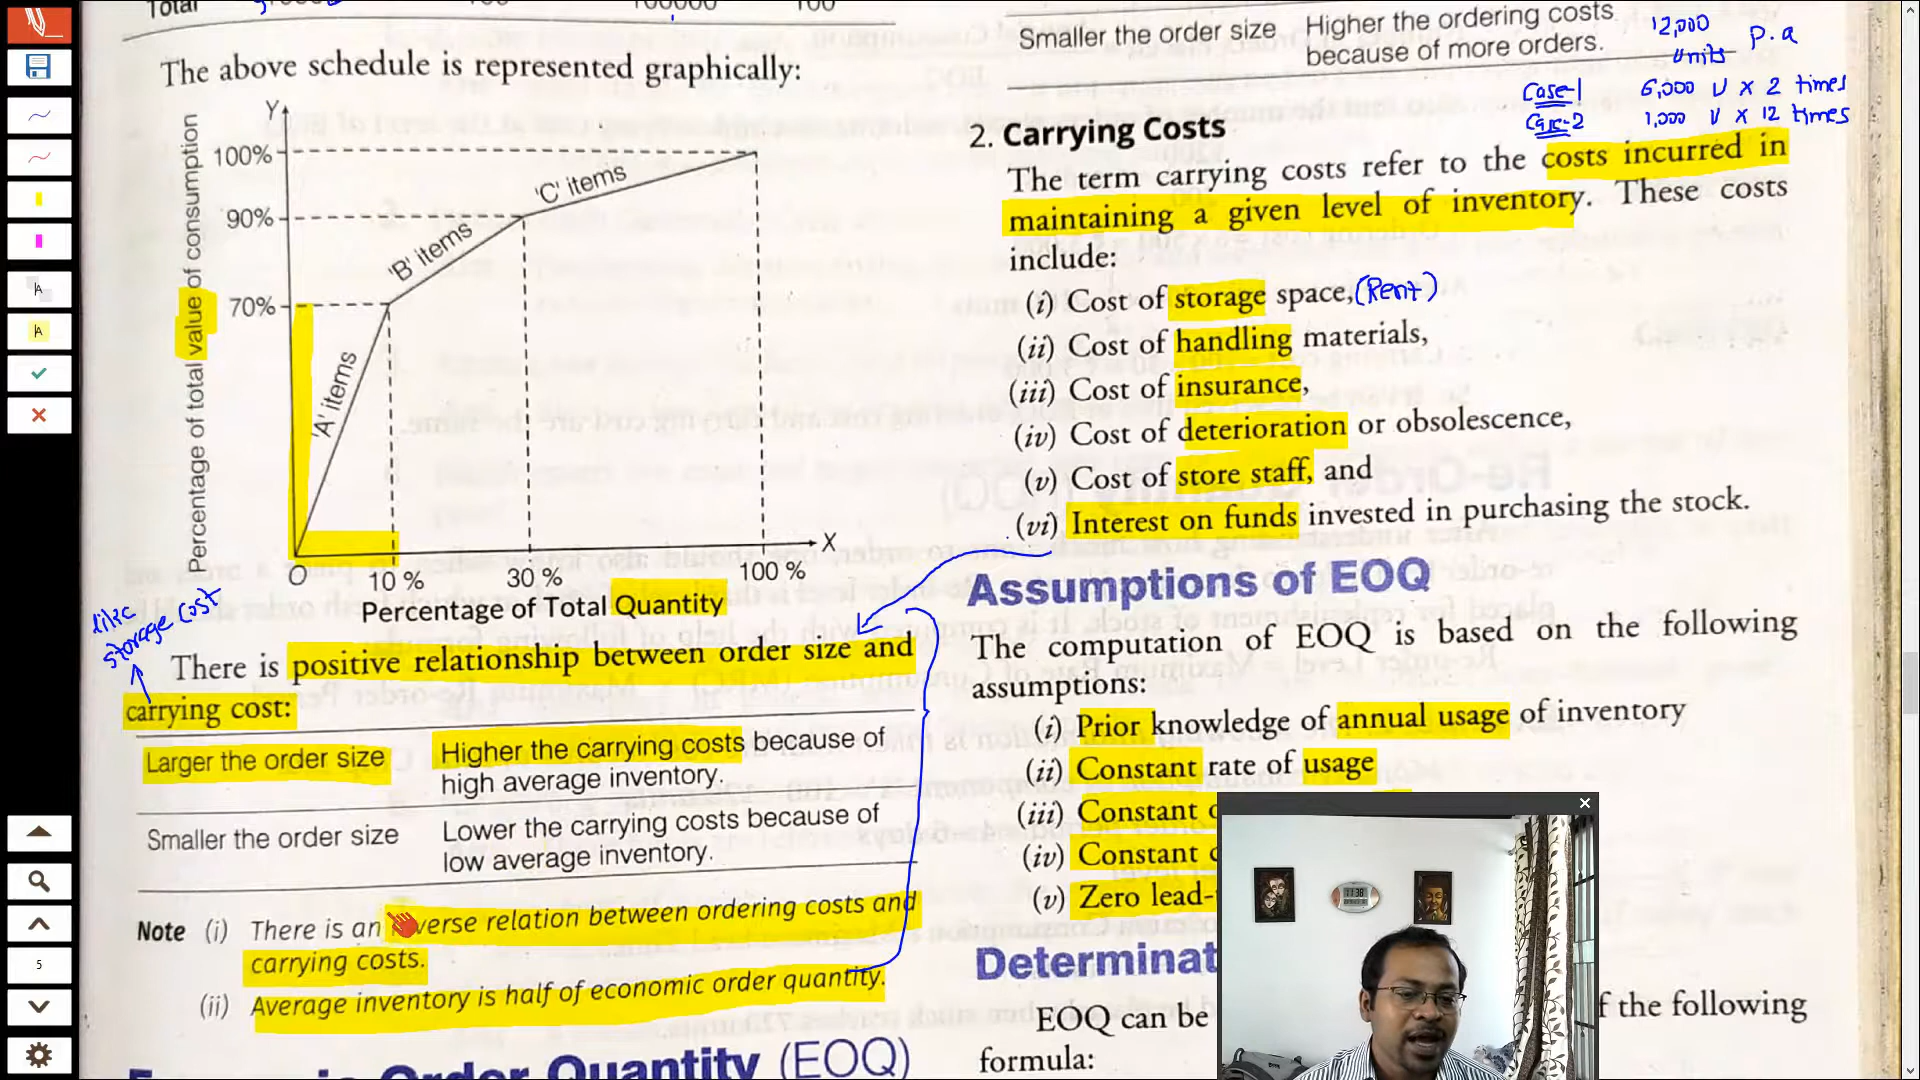 Total
The above schedule is represented graphically:
Y
Percentage of total value of consumption
100%
90%
70%
'A' items
'B' items
'C' items
O
10 %
30 %
100 %
X
Percentage of Total Quantity
like
storage cost
There is positive relationship between order size and
carrying cost:
Larger the order size Higher the carrying costs because of
high average inventory.
Smaller the order size Lower the carrying costs because of
low average inventory.
Note (i) There is an verse relation between ordering costs and
carrying costs.
(ii) Average inventory is half of economic order quantity.
Order Quantity (EOQ)
Smaller the order size Higher the ordering costs
because of more orders.
12,000
units P.a
Case-1 6,000 U x 2 times
Case-2 1,000 U x 12 times
2. Carrying Costs
The term carrying costs refer to the costs incurred in
maintaining a given level of inventory. These costs
include:
(i) Cost of storage space, (Rent)
(ii) Cost of handling materials,
(iii) Cost of insurance,
(iv) Cost of deterioration or obsolescence,
(v) Cost of store staff, and
(vi) Interest on funds invested in purchasing the stock.
Assumptions of EOQ
The computation of EOQ is based on the following
assumptions:
(i) Prior knowledge of annual usage of inventory
(ii) Constant rate of usage
(iii) Constant
(iv) Constant
(v) Zero lead-
Determinat
EOQ can be f the following
formula:
A
A
5